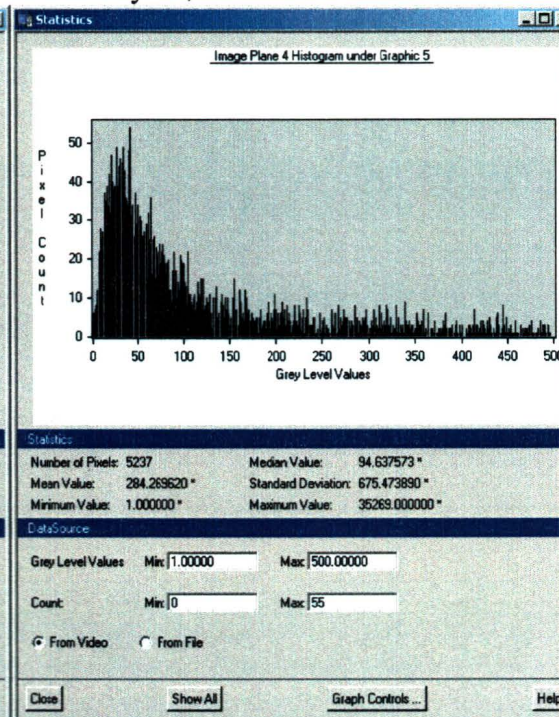 Statistics
Image Plane 4 Histogram under Graphic 5
Pixel Count
50
40
30
20
10
0
0 50 100 150 200 250 300 350 400 450 500
Grey Level Values
Statistics
Number of Pixels: 5237 Median Value: 94.637573 *
Mean Value: 284.269620 * Standard Deviation: 675.473890 *
Minimum Value: 1.000000 * Maximum Value: 35269.000000 *
DataSource
Grey Level Values Min: 1.00000 Max: 500.00000
Count: Min: 0 Max: 55
From Video From File
Close Show All Graph Controls ... Help